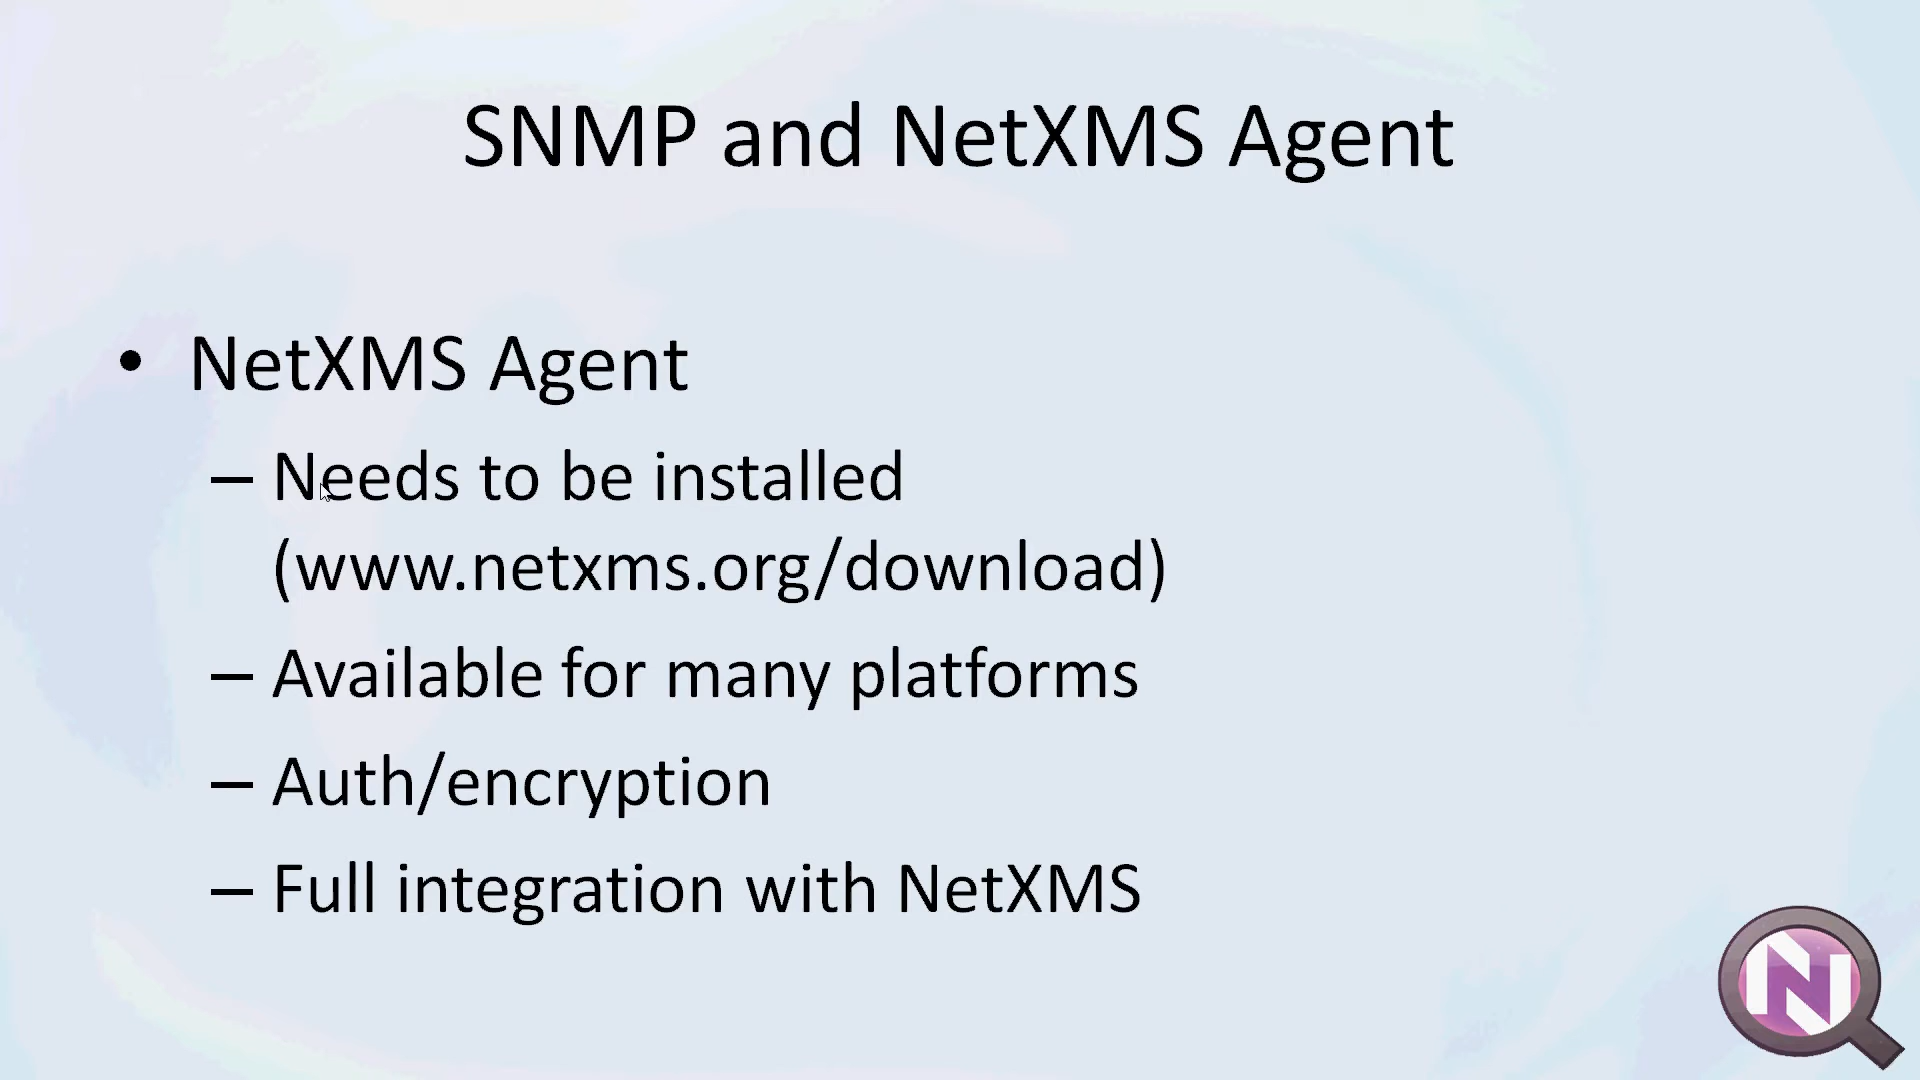 SNMP and NetXMS Agent
• NetXMS Agent
– Needs to be installed
(www.netxms.org/download)
– Available for many platforms
– Auth/encryption
– Full integration with NetXMS
N